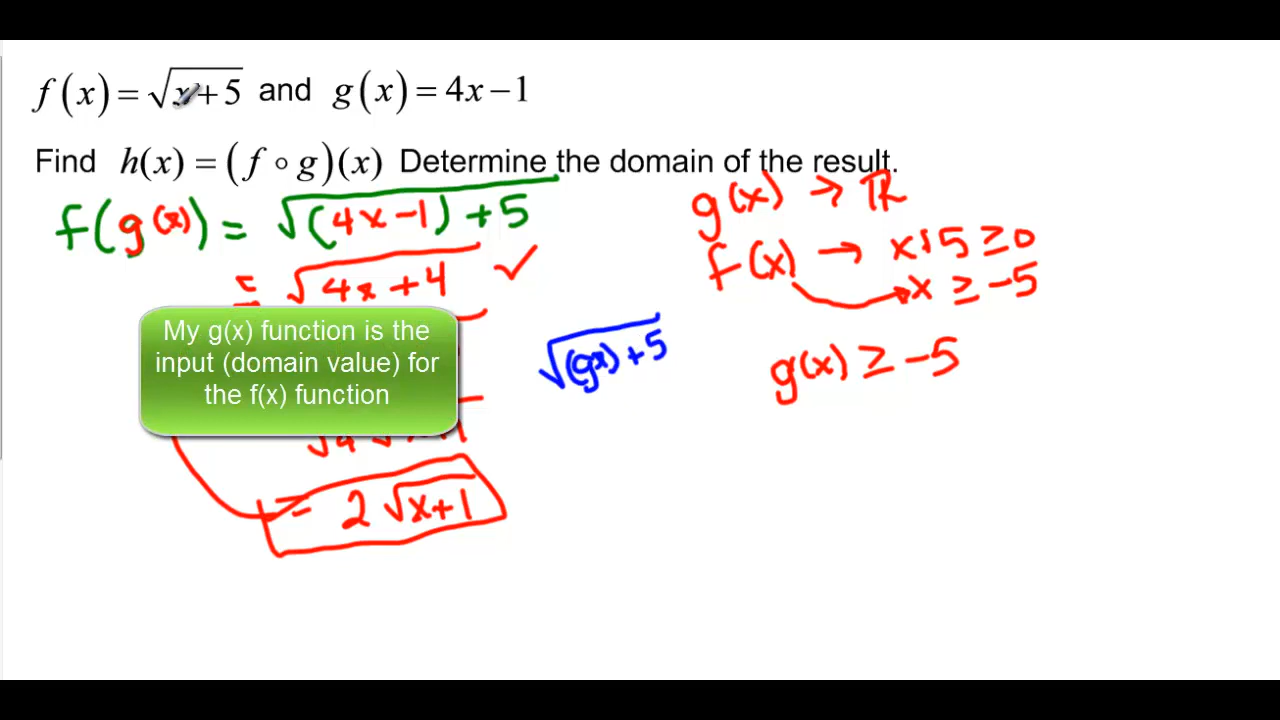 f(x) = √(x+5) and g(x) = 4x−1
Find h(x) = (f ∘ g)(x) Determine the domain of the result.
f(g(x)) = √((4x−1)+5)
= √(4x+4) ✓
My g(x) function is the
input (domain value) for
the f(x) function
= 2√(x+1)
√((gx)+5)
g(x) → ℝ
f(x) → x+5 ≥ 0
x ≥ −5
g(x) ≥ −5